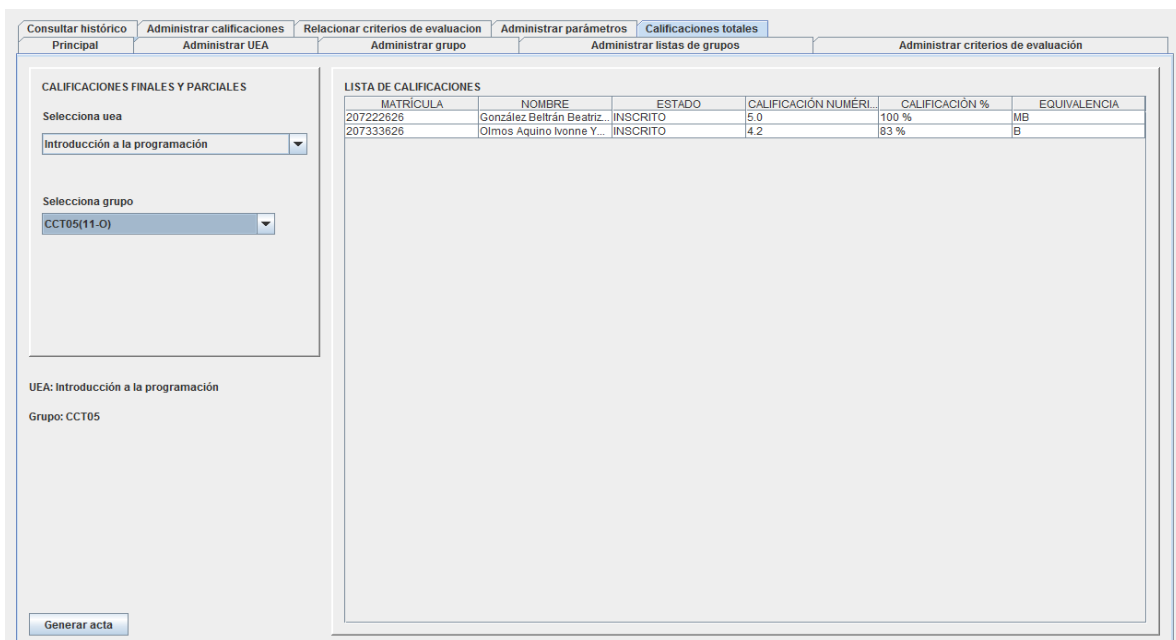 Consultar histórico Administrar calificaciones Relacionar criterios de evaluacion Administrar parámetros Calificaciones totales
Principal Administrar UEA Administrar grupo Administrar listas de grupos Administrar criterios de evaluación
CALIFICACIONES FINALES Y PARCIALES
Selecciona uea
Introducción a la programación
Selecciona grupo
CCT05(11-O)
UEA: Introducción a la programación
Grupo: CCT05
Generar acta
LISTA DE CALIFICACIONES
MATRÍCULA NOMBRE ESTADO CALIFICACIÓN NUMÉRI... CALIFICACIÓN % EQUIVALENCIA
207222626 González Beltrán Beatriz... INSCRITO 5.0 100 % MB
207333626 Olmos Aquino Ivonne Y... INSCRITO 4.2 83 % B